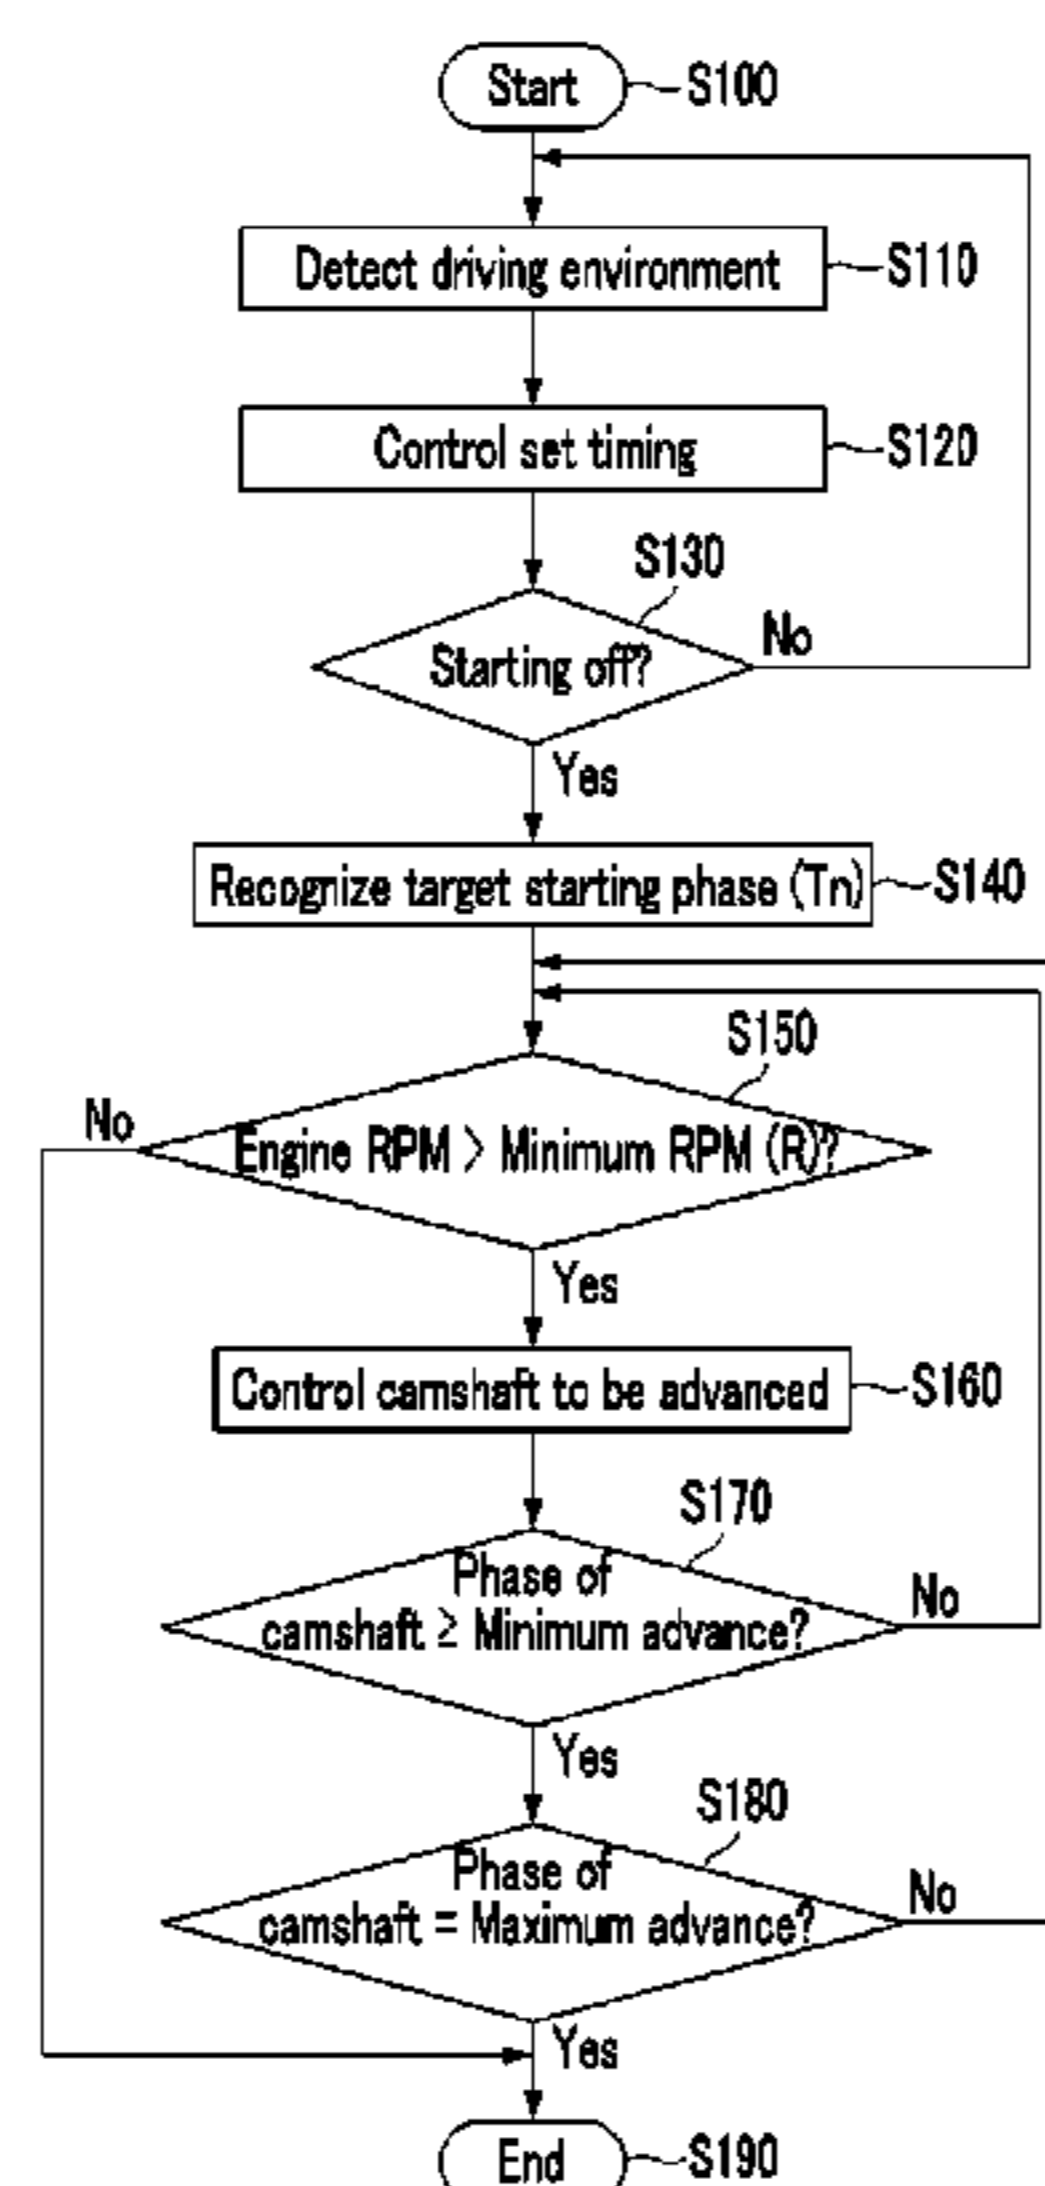 Start
S100
Detect driving environment
S110
Control set timing
S120
S130
Starting off?
No
Yes
Recognize target starting phase (Tn)
S140
S150
No
Engine RPM > Minimum RPM (R)?
Yes
Control camshaft to be advanced
S160
S170
Phase of
camshaft ≥ Minimum advance?
No
Yes
S180
Phase of
camshaft = Maximum advance?
No
Yes
End
S190